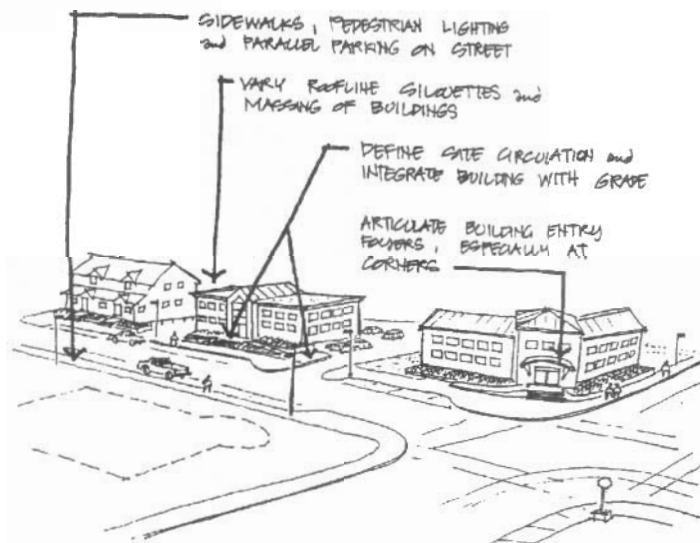 SIDEWALKS, PEDESTRIAN LIGHTING
and PARALLEL PARKING ON STREET
VARY ROOFLINE SILOUETTES and
MASSING OF BUILDINGS
DEFINE SITE CIRCULATION and
INTEGRATE BUILDING WITH GRADE
ARTICULATE BUILDING ENTRY
FOYERS, ESPECIALLY AT
CORNERS